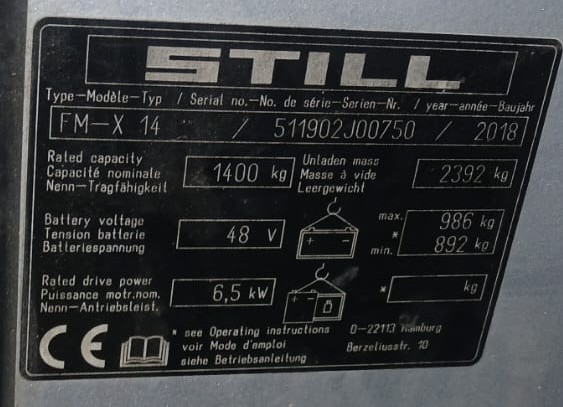 STILL
Type-Modèle-Typ / Serial no.-No. de série-Serien-Nr. / year-année-Baujahr
FM-X 14 / 511902J00750 / 2018
Rated capacity
Capacité nominale
Nenn-Tragfähigkeit
1400 kg
Unladen mass
Masse à vide
Leergewicht
2392 kg
Battery voltage
Tension batterie
Batteriespannung
48 V
+ -
max. 986 kg
*
min. 892 kg
Rated drive power
Puissance motr.nom.
Nenn-Antriebsleist.
6,5 kW
+ -
* kg
CE
* see Operating instructions
voir Mode d'emploi
siehe Betriebsanleitung
D-22113 Hamburg
Berzeliusstr. 10